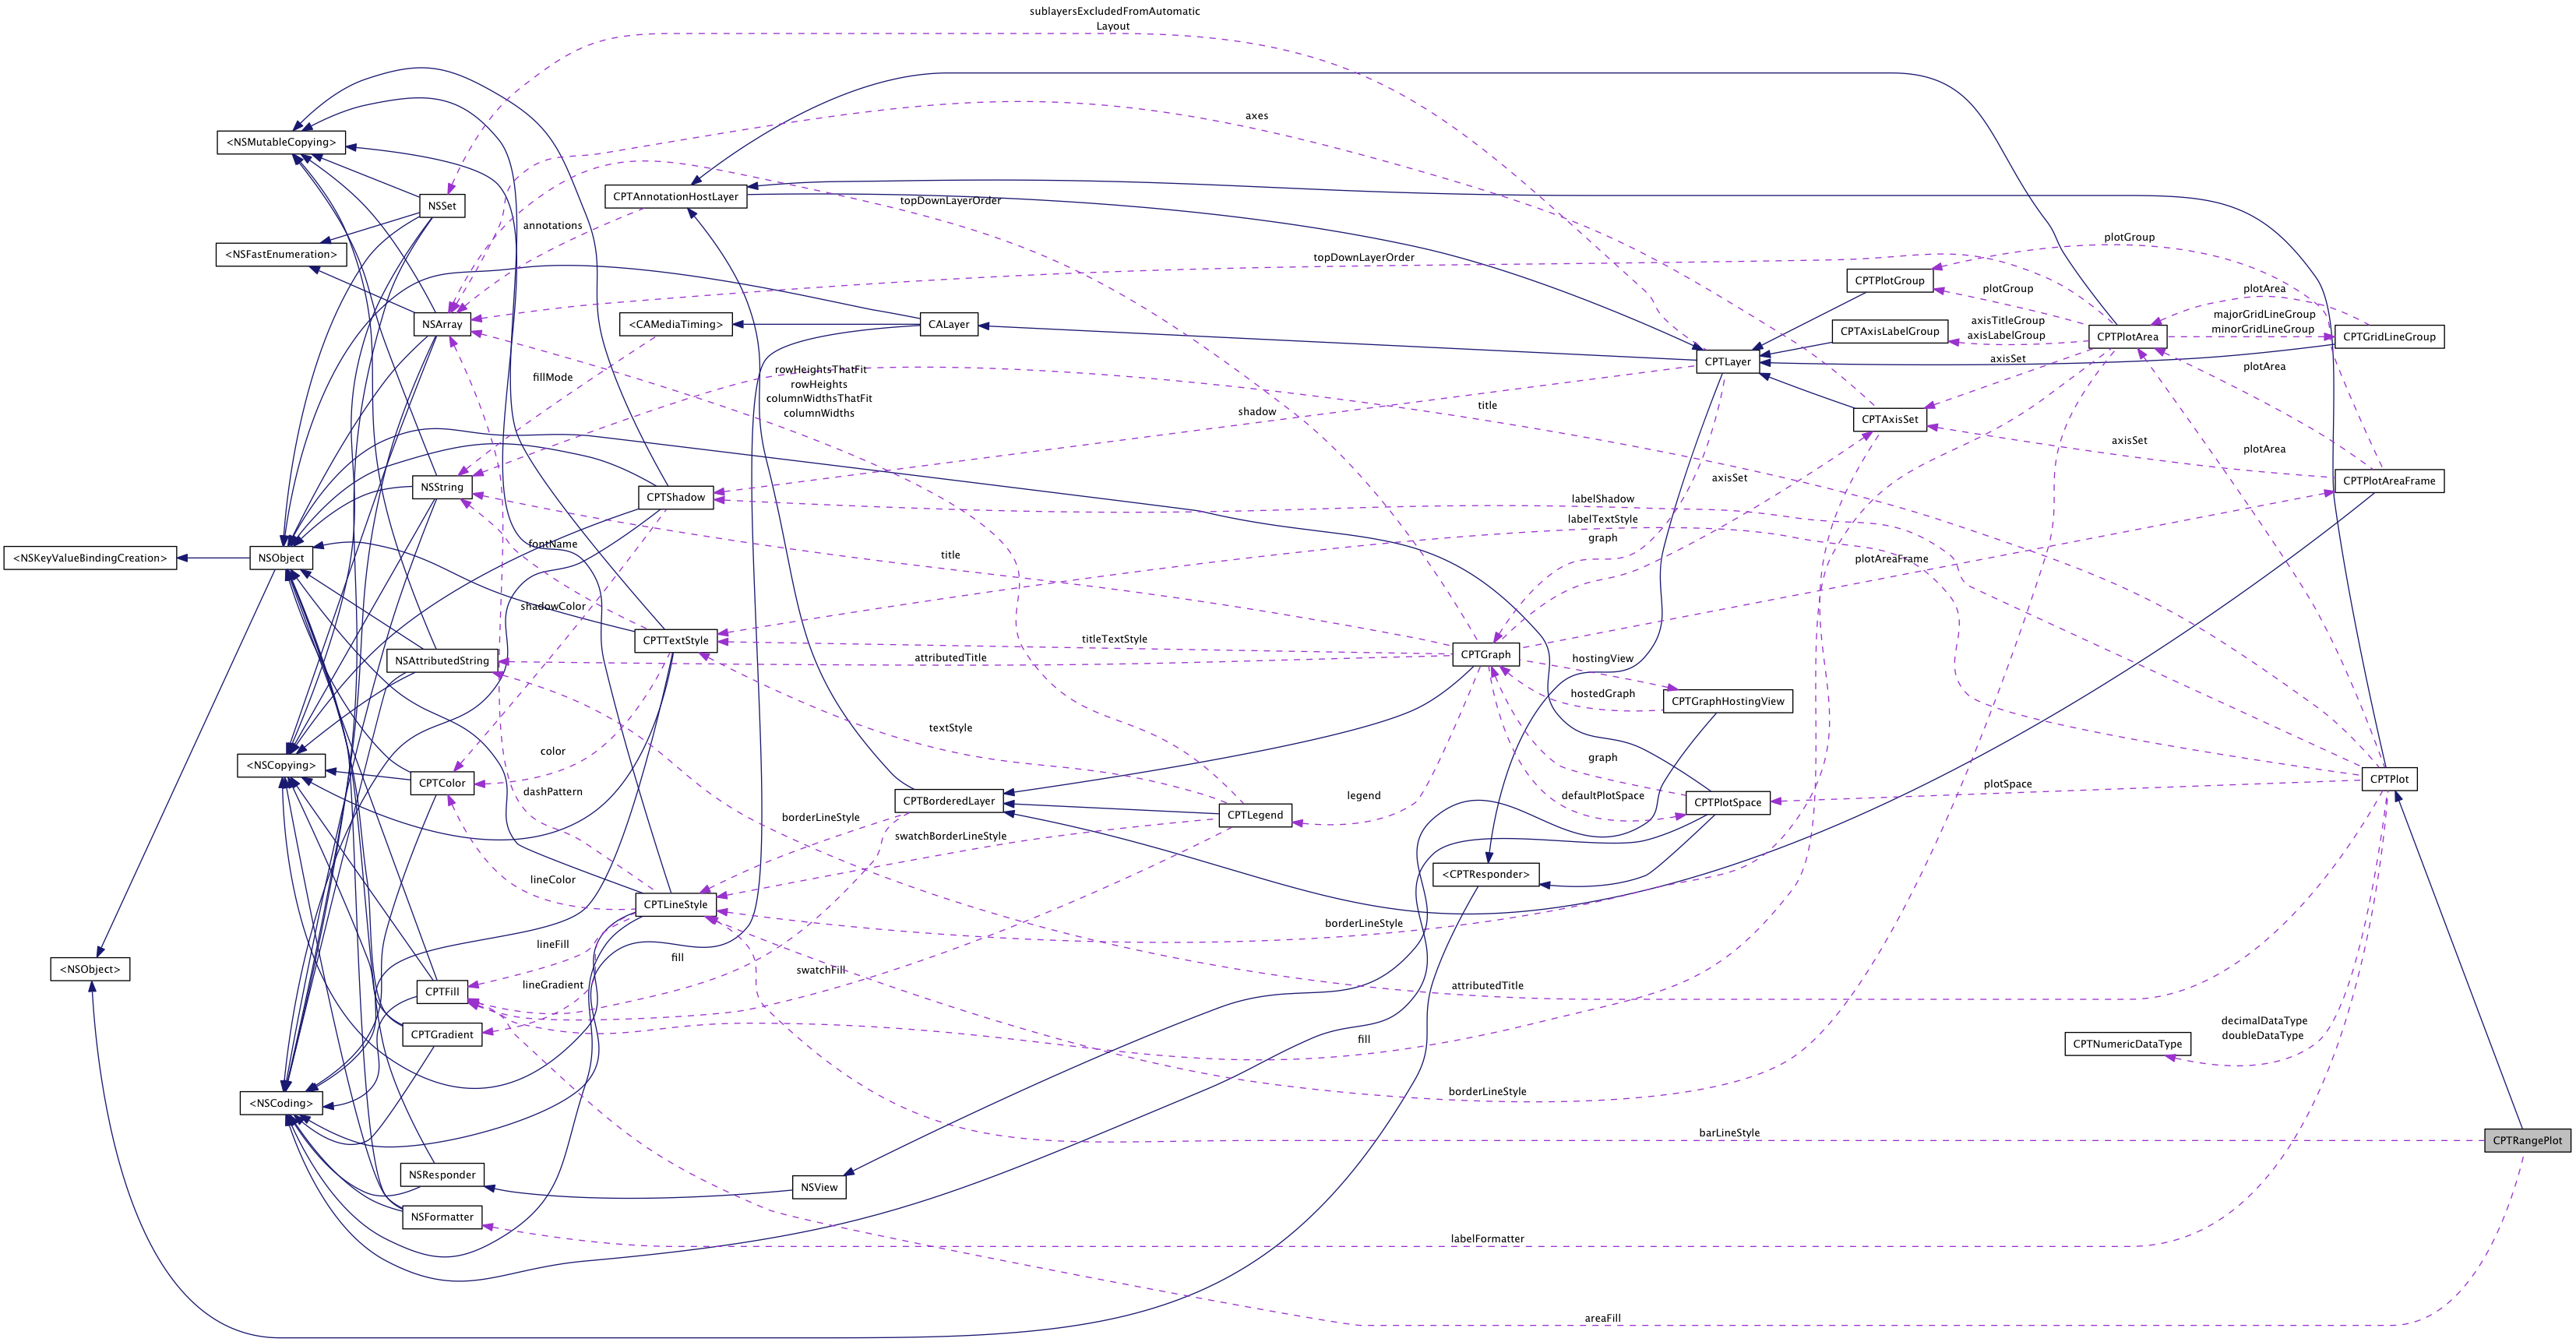 sublayersExcludedFromAutomatic
Layout
axes
<NSMutableCopying>
NSSet
CPTAnnotationHostLayer
topDownLayerOrder
annotations
plotGroup
<NSFastEnumeration>
topDownLayerOrder
CPTPlotGroup
plotGroup
plotArea
NSArray
<CAMediaTiming>
CALayer
CPTAxisLabelGroup
axisTitleGroup
axisLabelGroup
CPTPlotArea
majorGridLineGroup
minorGridLineGroup
CPTGridLineGroup
CPTLayer
axisSet
plotArea
fillMode
rowHeightsThatFit
rowHeights
columnWidthsThatFit
columnWidths
shadow
title
CPTAxisSet
axisSet
plotArea
NSString
CPTShadow
labelShadow
axisSet
CPTPlotAreaFrame
labelTextStyle
graph
<NSKeyValueBindingCreation>
NSObject
fontName
title
plotAreaFrame
shadowColor
CPTTextStyle
titleTextStyle
NSAttributedString
attributedTitle
CPTGraph
hostingView
hostedGraph
CPTGraphHostingView
textStyle
<NSCopying>
color
graph
CPTColor
dashPattern
CPTBorderedLayer
legend
defaultPlotSpace
CPTPlotSpace
plotSpace
CPTPlot
borderLineStyle
CPTLegend
swatchBorderLineStyle
lineColor
<CPTResponder>
CPTLineStyle
borderLineStyle
lineFill
fill
<NSObject>
swatchFill
lineGradient
CPTFill
attributedTitle
CPTGradient
fill
CPTNumericDataType
decimalDataType
doubleDataType
borderLineStyle
<NSCoding>
barLineStyle
CPTRangePlot
NSResponder
NSView
NSFormatter
labelFormatter
areaFill